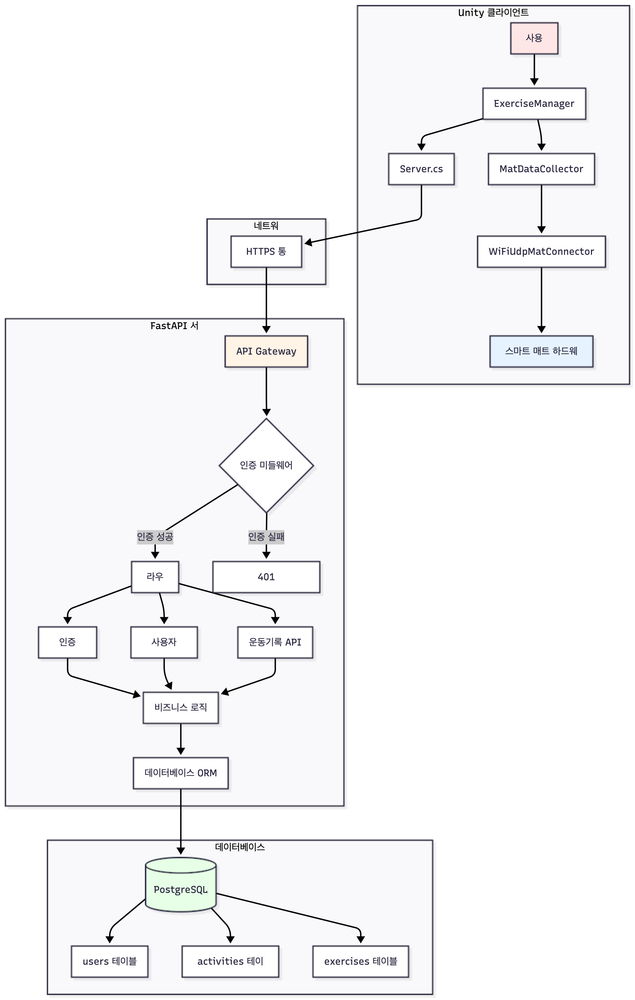 Unity 클라이언트
사용
ExerciseManager
Server.cs
MatDataCollector
네트워
HTTPS 통
WiFiUdpMatConnector
FastAPI 서
API Gateway
스마트 매트 하드웨
인증 미들웨어
인증 성공
인증 실패
라우
401
인증
사용자
운동기록 API
비즈니스 로직
데이터베이스 ORM
데이터베이스
PostgreSQL
users 테이블
activities 테이
exercises 테이블